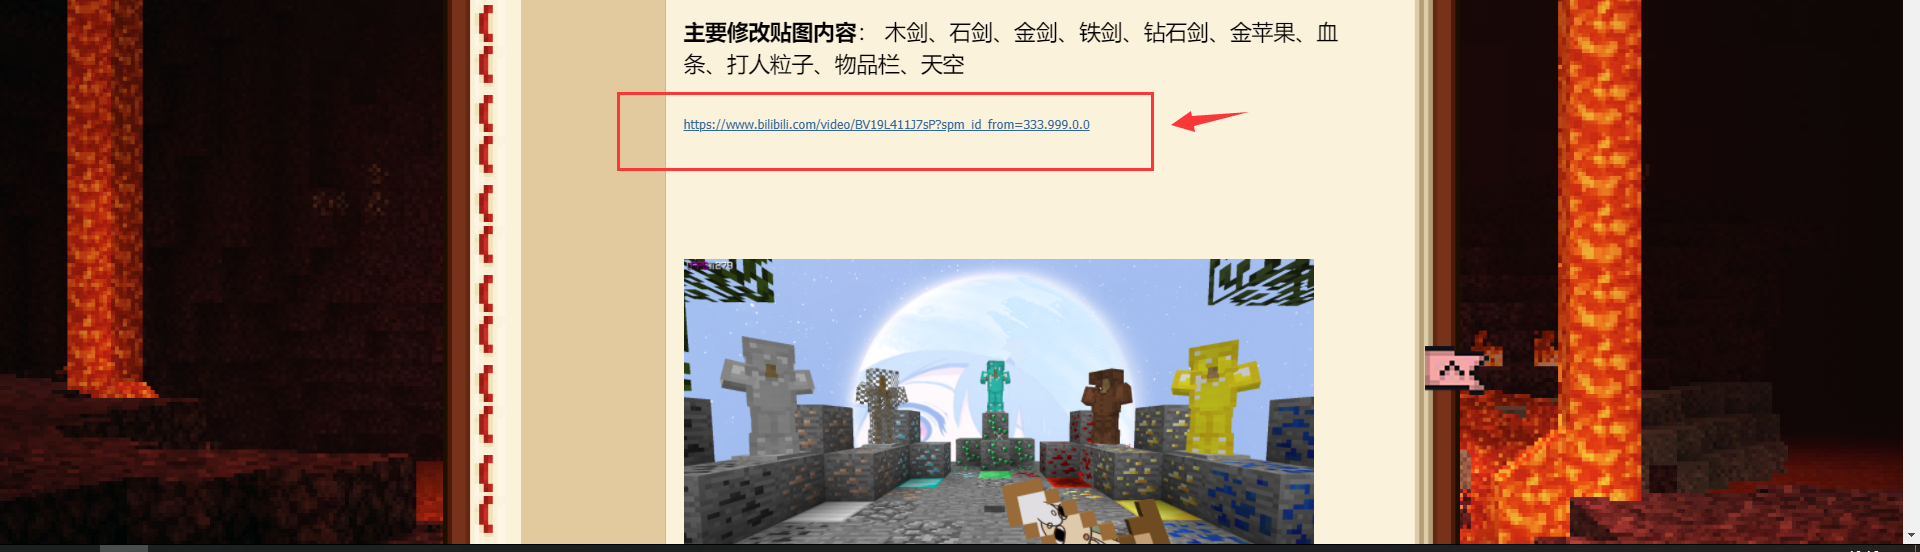 主要修改贴图内容： 木剑、石剑、金剑、铁剑、钻石剑、金苹果、血
条、打人粒子、物品栏、天空
https://www.bilibili.com/video/BV19L411J7sP?spm_id_from=333.999.0.0